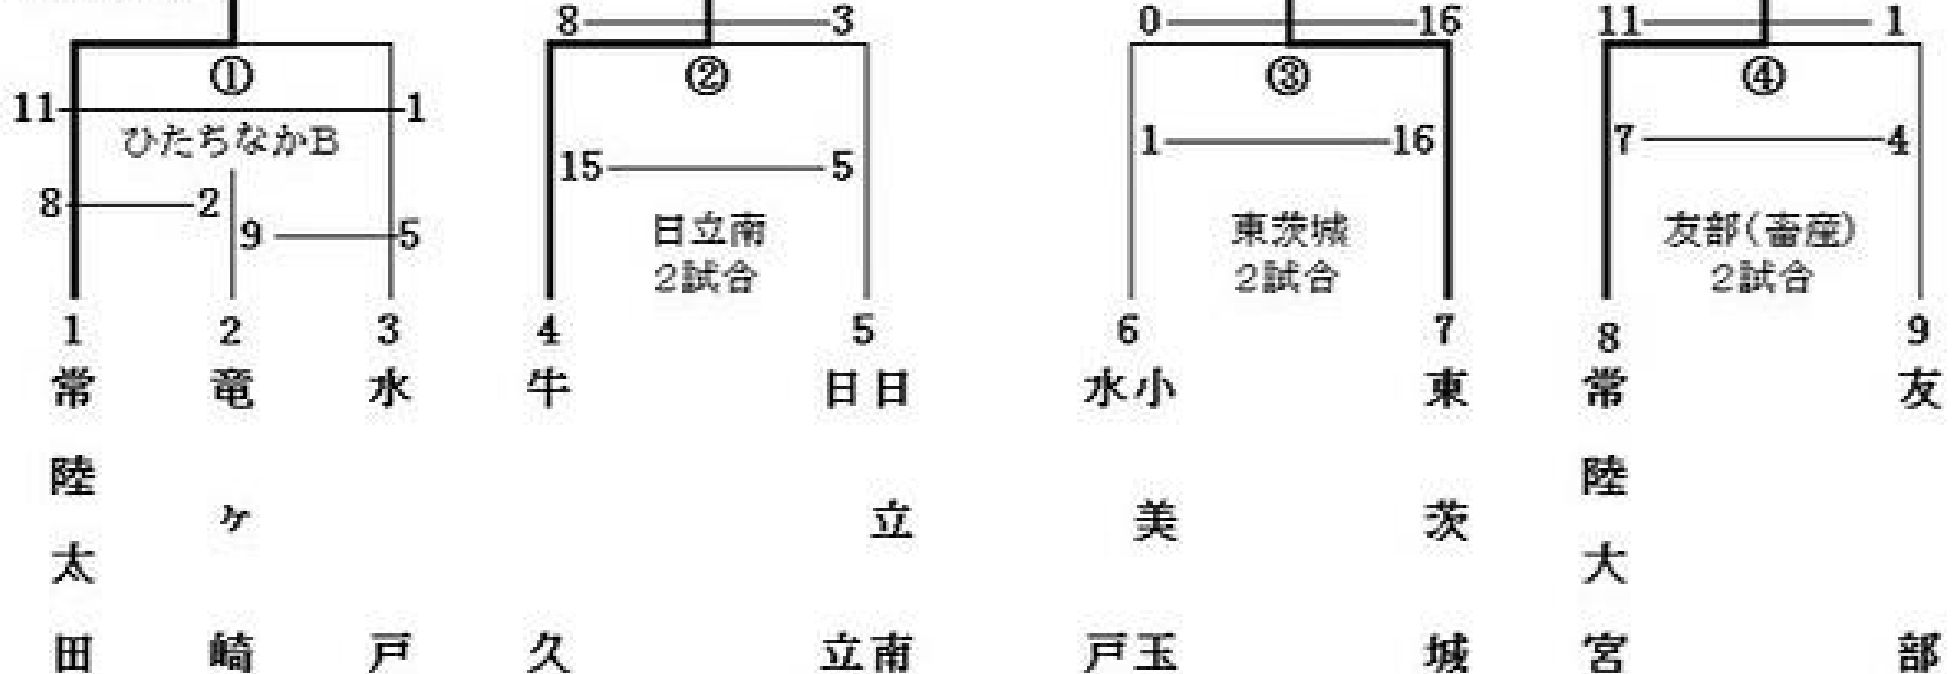 8 3
0 16
11 1
① ② ③ ④
11 1
ひたちなかB
1 16
7 4
15 5
8 2
9 5
日立南
2試合
東茨城
2試合
友部(畜産)
2試合
1 2 3 4 5 6 7 8 9
常陸太田
竜ヶ崎
水戸
牛久
日立
日立南
水戸
小美玉
東茨城
常陸大宮
友部